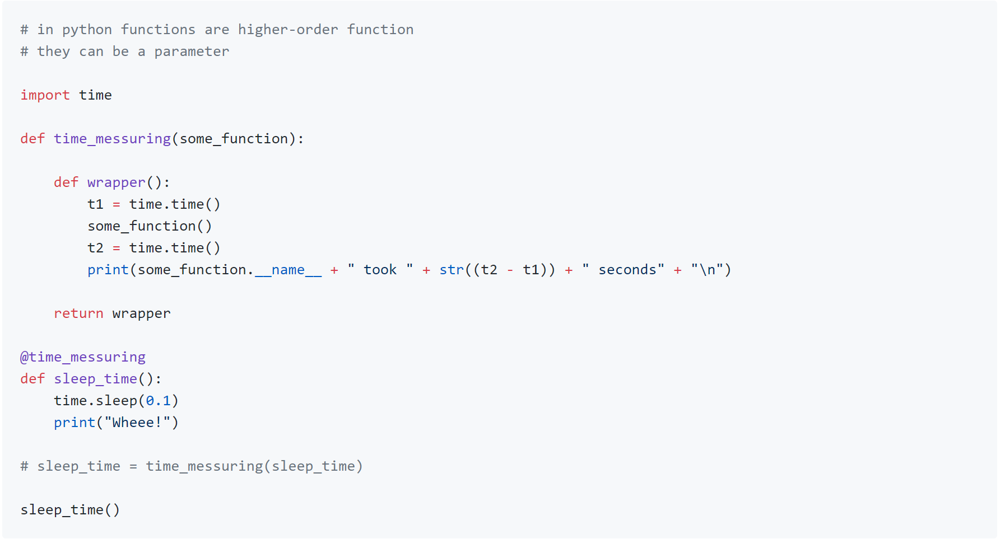 # in python functions are higher-order function
# they can be a parameter
import time
def time_messuring(some_function):
    def wrapper():
        t1 = time.time()
        some_function()
        t2 = time.time()
        print(some_function.__name__ + " took " + str((t2 - t1)) + " seconds" + "\n")
    return wrapper
@time_messuring
def sleep_time():
    time.sleep(0.1)
    print("Wheee!")
# sleep_time = time_messuring(sleep_time)
sleep_time()